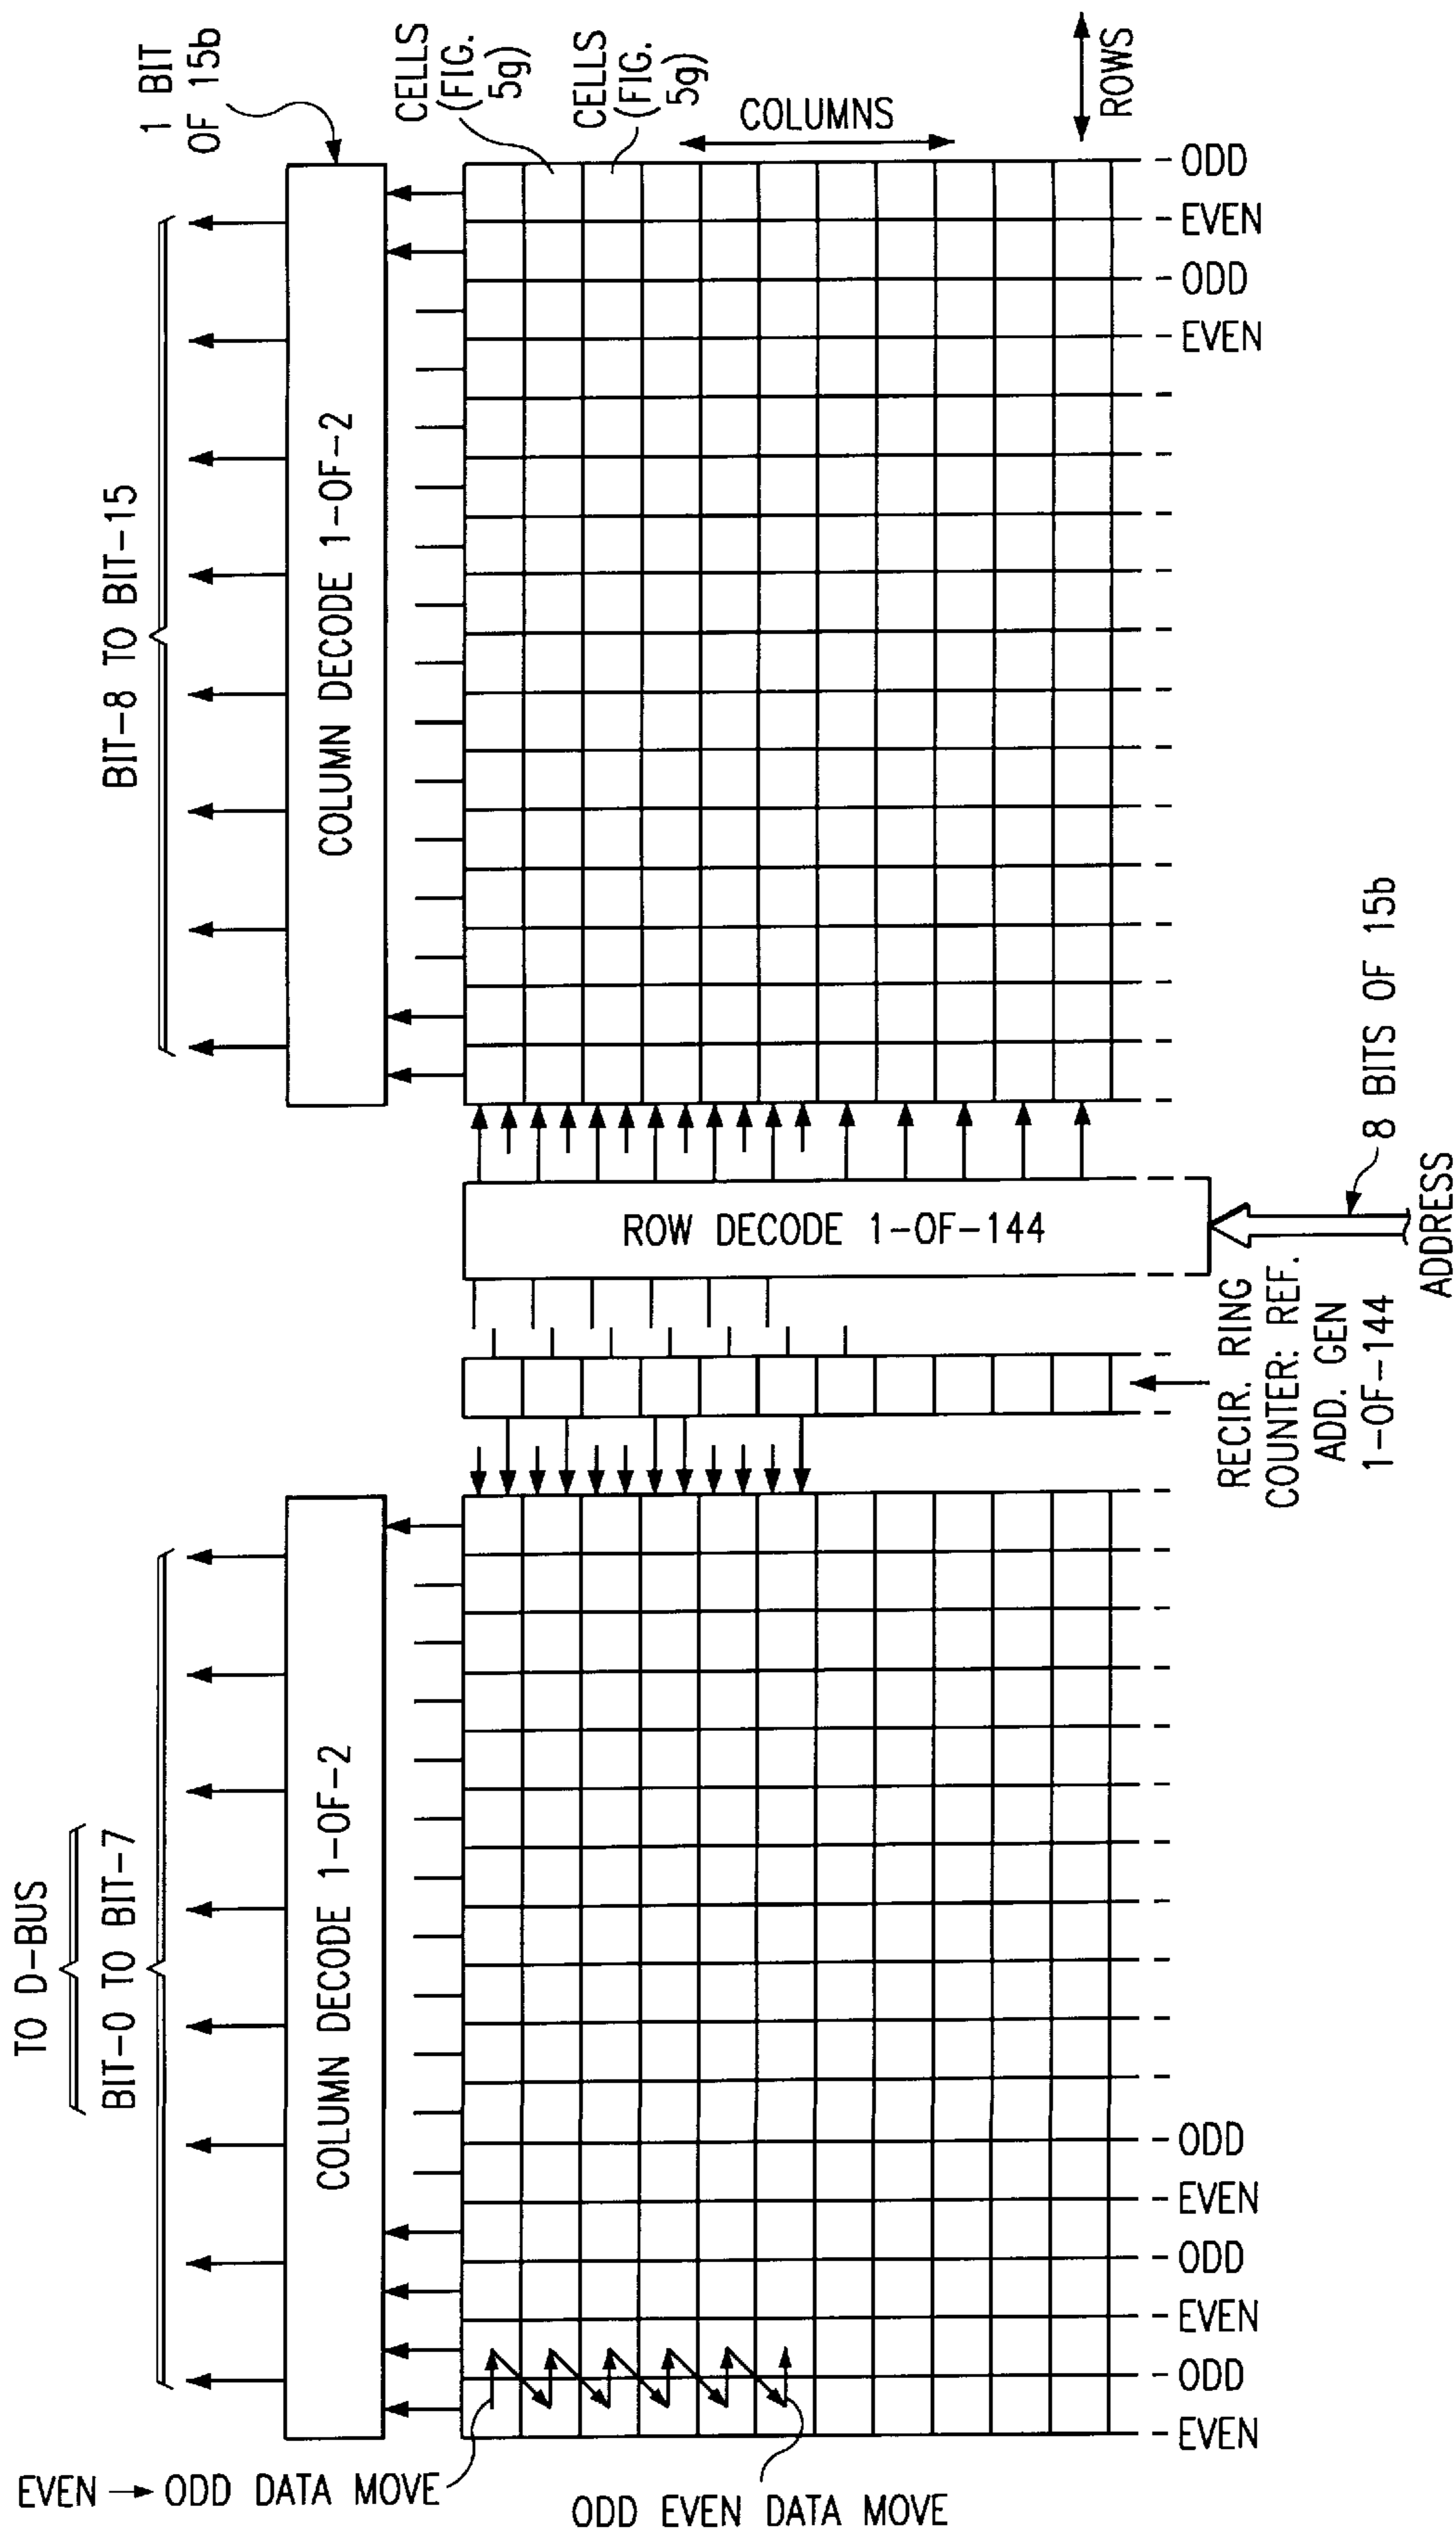 TO D-BUS
BIT-0 TO BIT-7
BIT-8 TO BIT-15
1 BIT
OF 15b
COLUMN DECODE 1-OF-2
COLUMN DECODE 1-OF-2
CELLS
(FIG.
5g)
CELLS
(FIG.
5g)
COLUMNS
ROWS
EVEN → ODD DATA MOVE
ODD EVEN DATA MOVE
ROW DECODE 1-OF-144
EVEN
ODD
EVEN
ODD
EVEN
ODD
RECIR. RING
COUNTER: REF.
ADD. GEN
1-OF-144
8 BITS OF 15b
ADDRESS
EVEN
ODD
EVEN
ODD